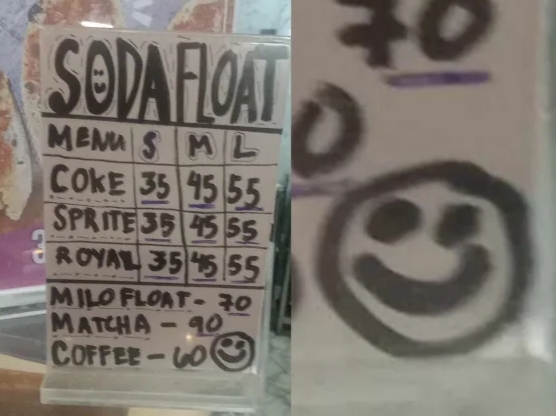 SODA FLOAT
MENU S M L
COKE 35 45 55
SPRITE 35 45 55
ROYAL 35 45 55
MILO FLOAT - 70
MATCHA - 90
COFFEE - 60
70
0